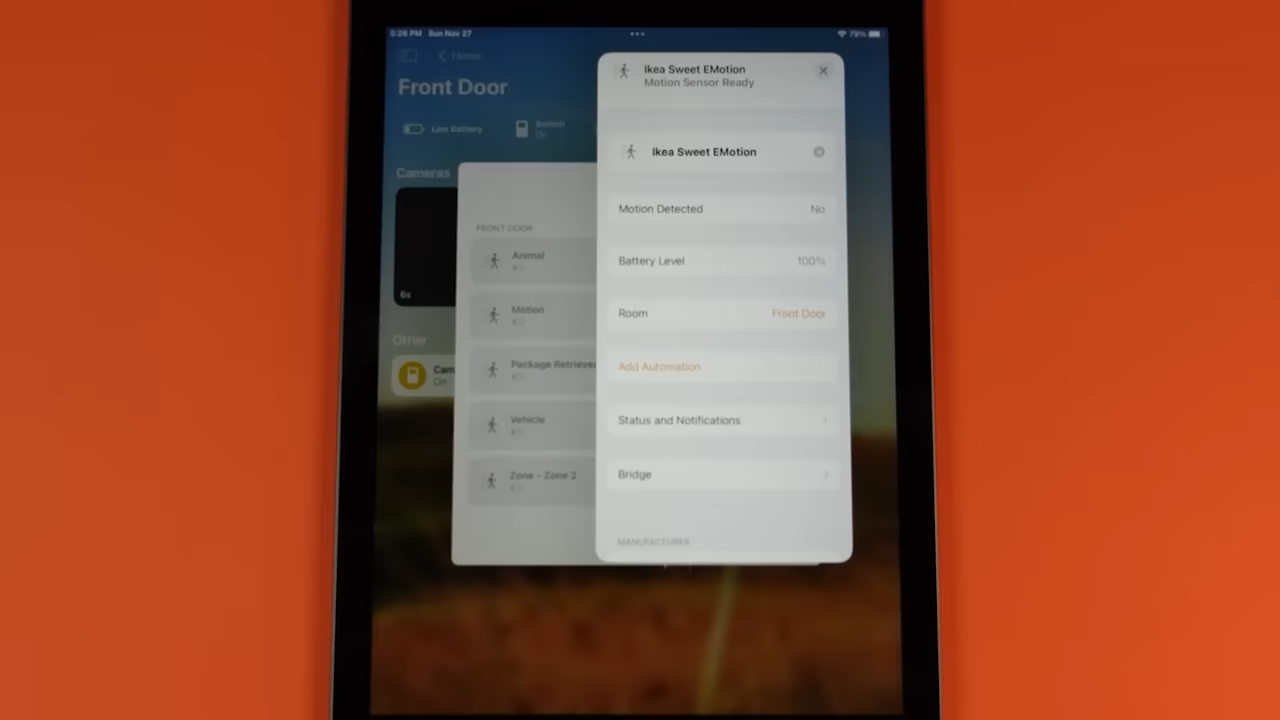 5:26 PM Sun Nov 27
79%
Home
Front Door
Low Battery
Switch
On
Cameras
6s
Other
Cam
On
FRONT DOOR
Animal
Motion
Package Retrieved
Vehicle
Zone - Zone 2
Ikea Sweet EMotion
Motion Sensor Ready
Ikea Sweet EMotion
Motion Detected No
Battery Level 100%
Room Front Door
Add Automation
Status and Notifications
Bridge
MANUFACTURER